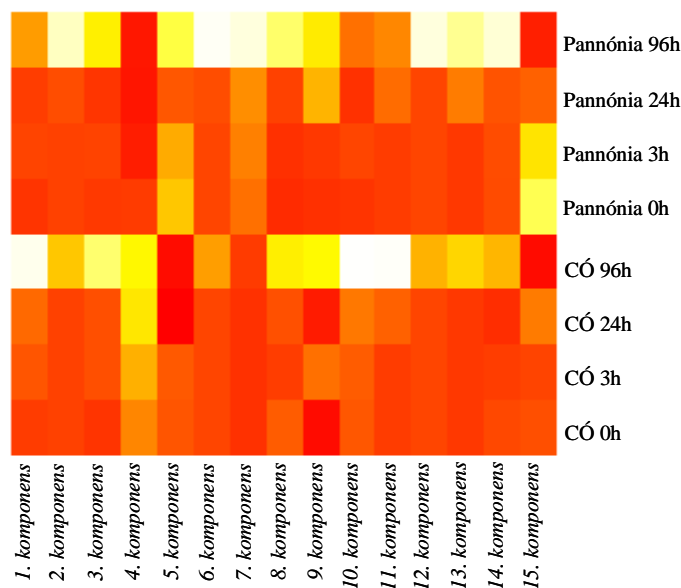 Pannónia 96h
Pannónia 24h
Pannónia 3h
Pannónia 0h
CÓ 96h
CÓ 24h
CÓ 3h
CÓ 0h
1. komponens
2. komponens
3. komponens
4. komponens
5. komponens
6. komponens
7. komponens
8. komponens
9. komponens
10. komponens
11. komponens
12. komponens
13. komponens
14. komponens
15. komponens